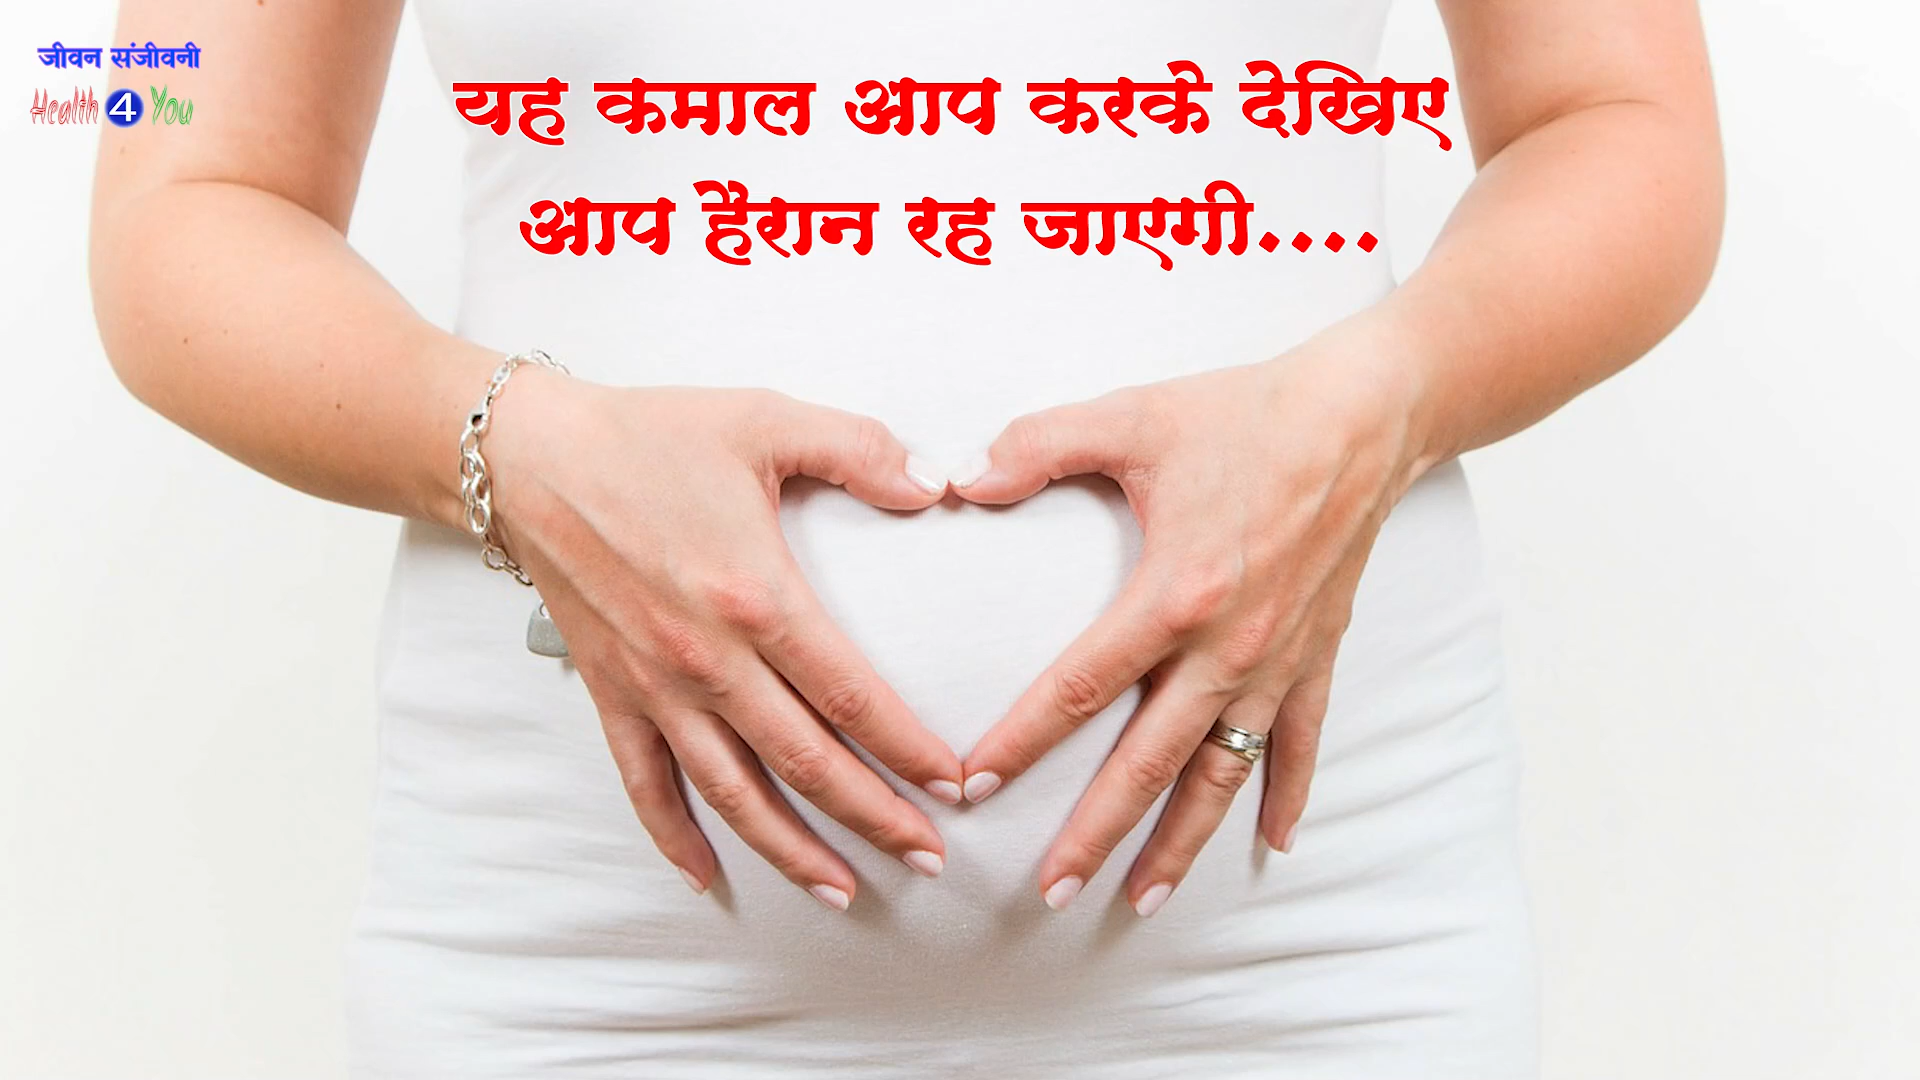 जीवन संजीवनी
Health 4 You
यह कमाल आप करके देखिए
आप हैरान रह जाएगी....